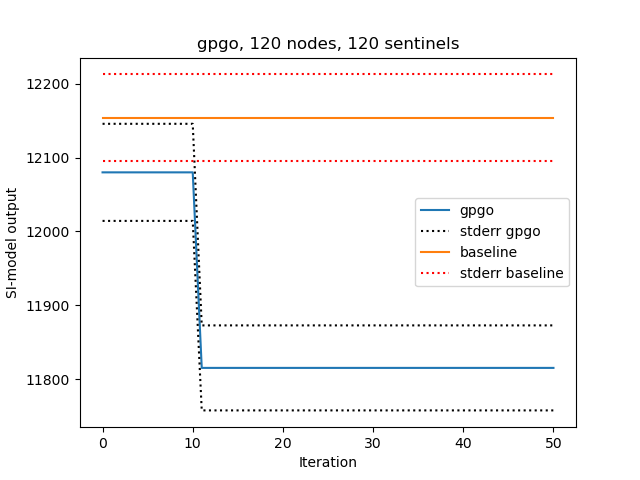 gpgo, 120 nodes, 120 sentinels
12200
12100
12000
11900
11800
SI-model output
gpgo
stderr gpgo
baseline
stderr baseline
0 10 20 30 40 50
Iteration